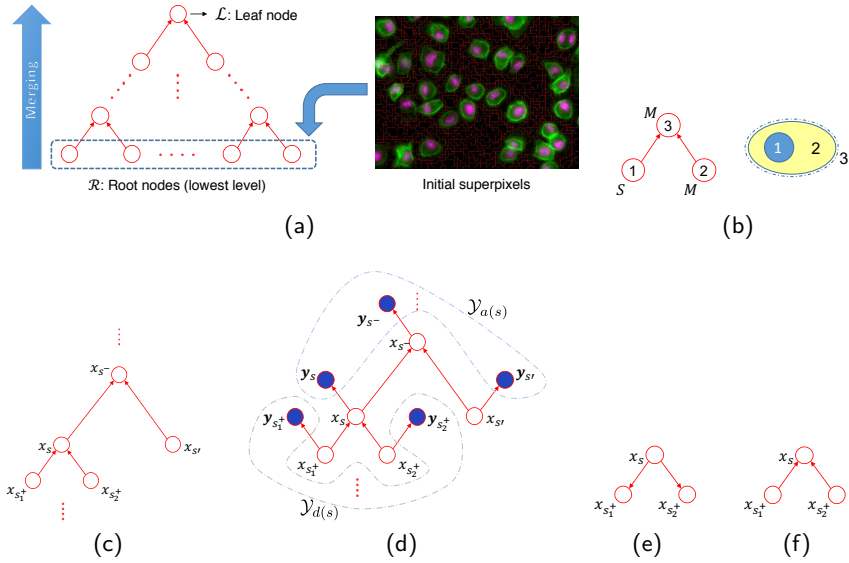 ℒ: Leaf node
Merging
ℛ: Root nodes (lowest level)
Initial superpixels
(a)
M
3
1
2
S
M
1
2
3
(b)
x_{s^-}
x_s
x_{s'}
x_{s_1^+}
x_{s_2^+}
(c)
𝒴_{a(s)}
y_{s^-}
x_{s^-}
y_s
y_{s'}
y_{s_1^+}
x_s
y_{s_2^+}
x_{s'}
x_{s_1^+}
x_{s_2^+}
𝒴_{d(s)}
(d)
x_s
x_{s_1^+}
x_{s_2^+}
(e)
x_s
x_{s_1^+}
x_{s_2^+}
(f)